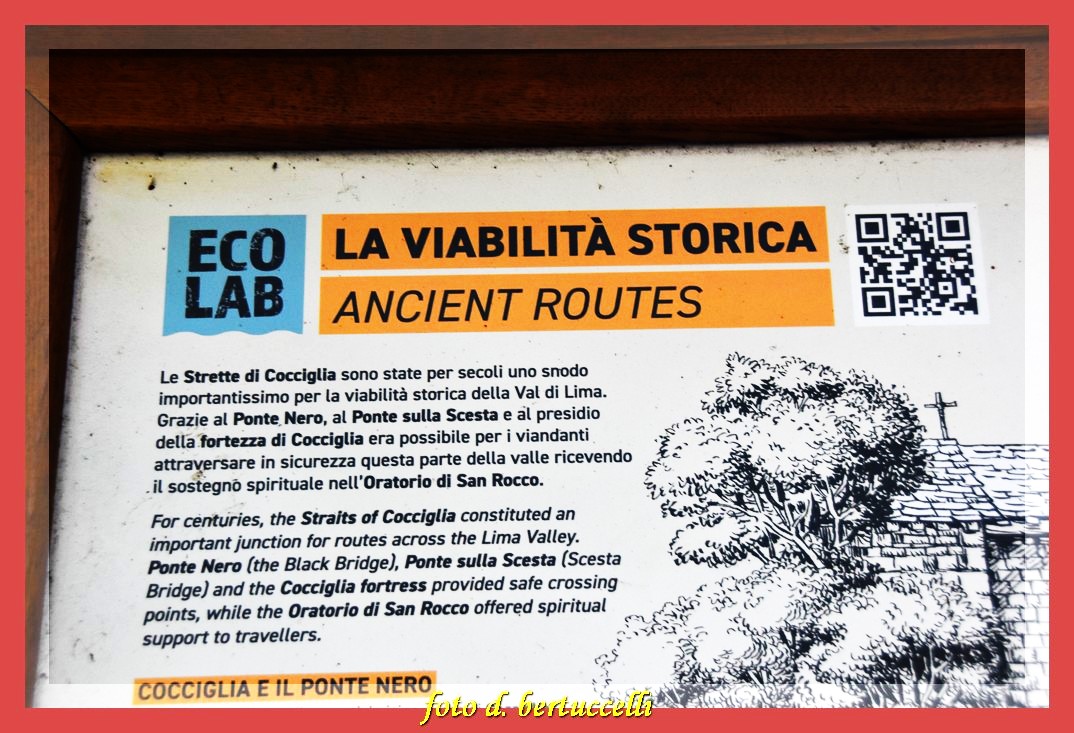 ECO
LAB
LA VIABILITÀ STORICA
ANCIENT ROUTES
Le Strette di Cocciglia sono state per secoli uno snodo
importantissimo per la viabilità storica della Val di Lima.
Grazie al Ponte Nero, al Ponte sulla Scesta e al presidio
della fortezza di Cocciglia era possibile per i viandanti
attraversare in sicurezza questa parte della valle ricevendo
il sostegno spirituale nell'Oratorio di San Rocco.
For centuries, the Straits of Cocciglia constituted an
important junction for routes across the Lima Valley.
Ponte Nero (the Black Bridge), Ponte sulla Scesta (Scesta
Bridge) and the Cocciglia fortress provided safe crossing
points, while the Oratorio di San Rocco offered spiritual
support to travellers.
COCCIGLIA E IL PONTE NERO
foto d. bertuccelli